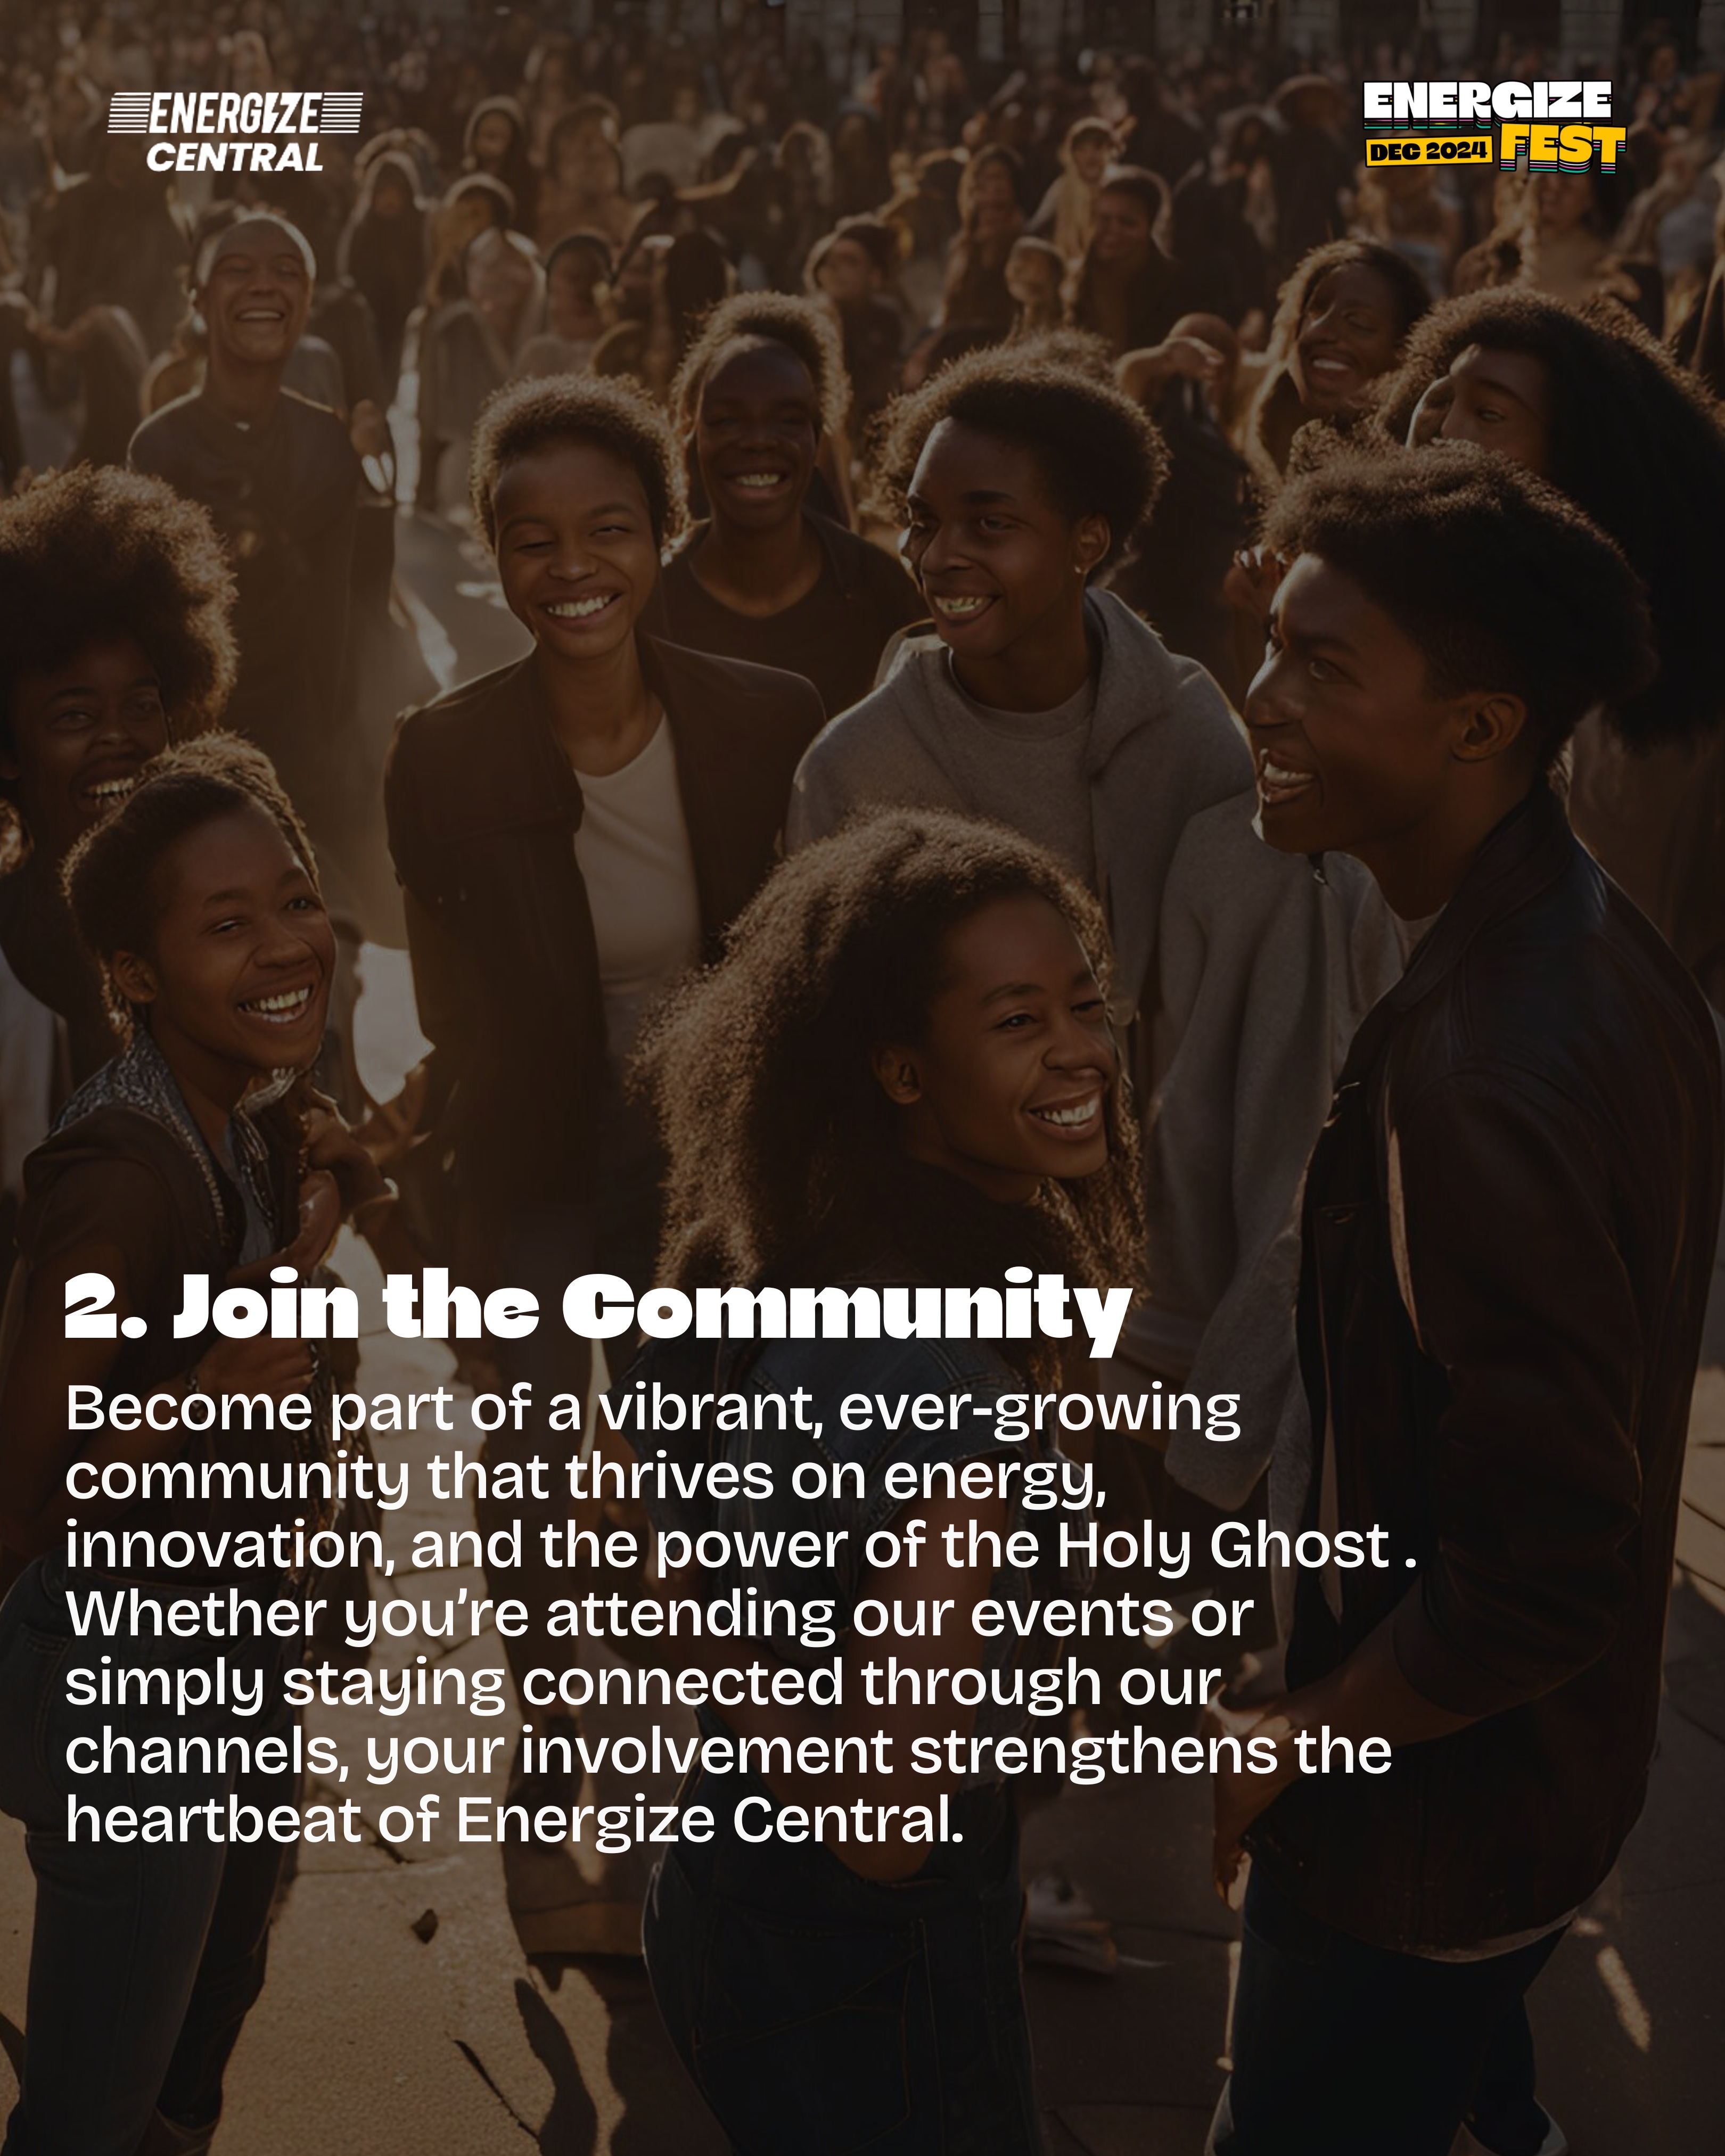 ENERGIZE
CENTRAL
ENERGIZE
DEC 2024 FEST
2. Join the Community
Become part of a vibrant, ever-growing
community that thrives on energy,
innovation, and the power of the Holy Ghost .
Whether you’re attending our events or
simply staying connected through our
channels, your involvement strengthens the
heartbeat of Energize Central.